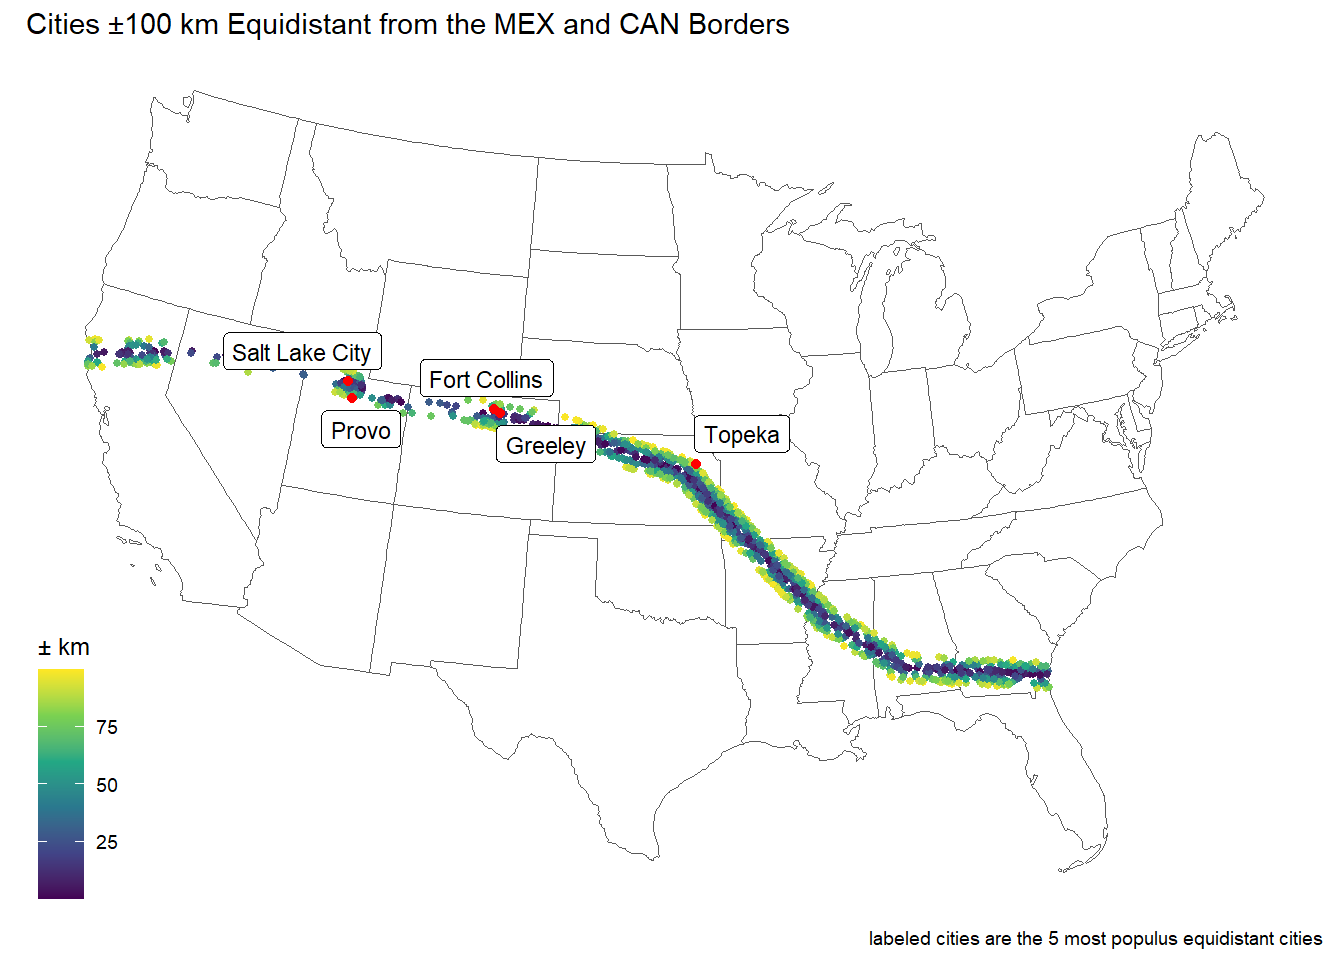 Cities ±100 km Equidistant from the MEX and CAN Borders
Salt Lake City
Fort Collins
Provo
Greeley
Topeka
± km
75
50
25
labeled cities are the 5 most populus equidistant cities